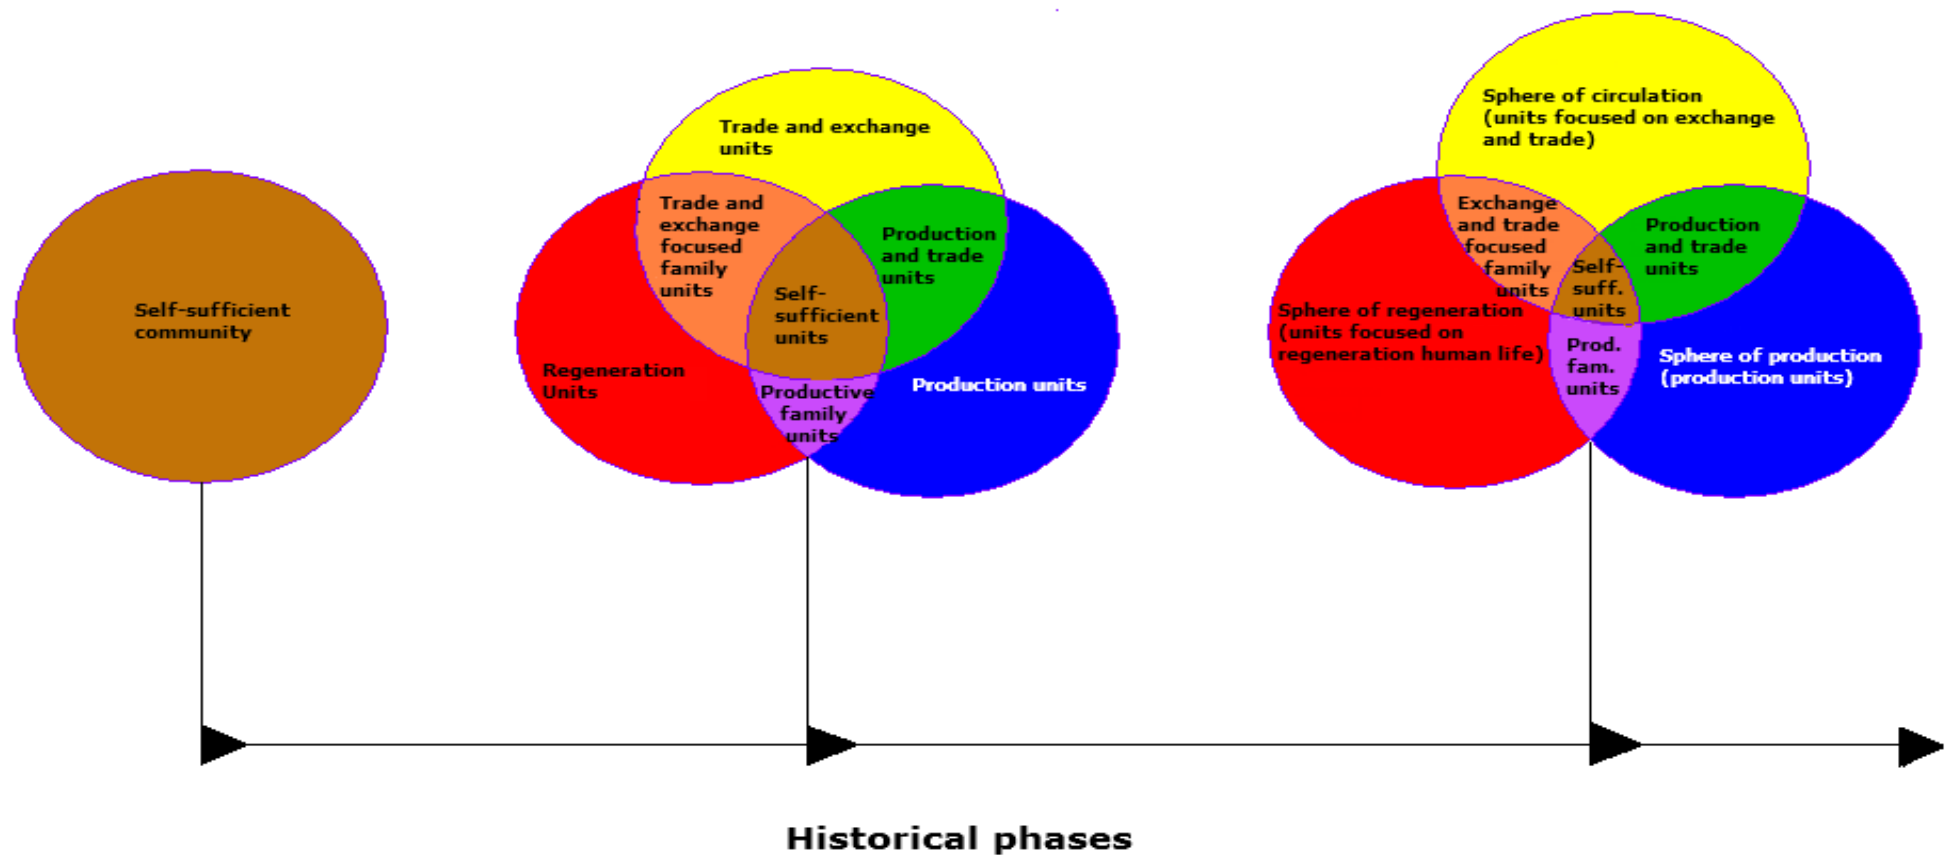 Self-sufficient
community
Trade and exchange
units
Trade and
exchange
focused
family
units
Production
and trade
units
Self-
sufficient
units
Regeneration
Units
Productive
family
units
Production units
Sphere of circulation
(units focused on exchange
and trade)
Exchange
and trade
focused
family
units
Production
and trade
units
Self-
suff.
units
Sphere of regeneration
(units focused on
regeneration human life)
Prod.
fam.
units
Sphere of production
(production units)
Historical phases